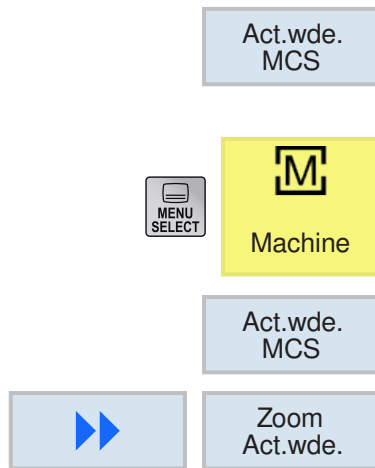 Act.wde.
MCS
M
MENU
SELECT
Machine
Act.wde.
MCS
Zoom
Act.wde.